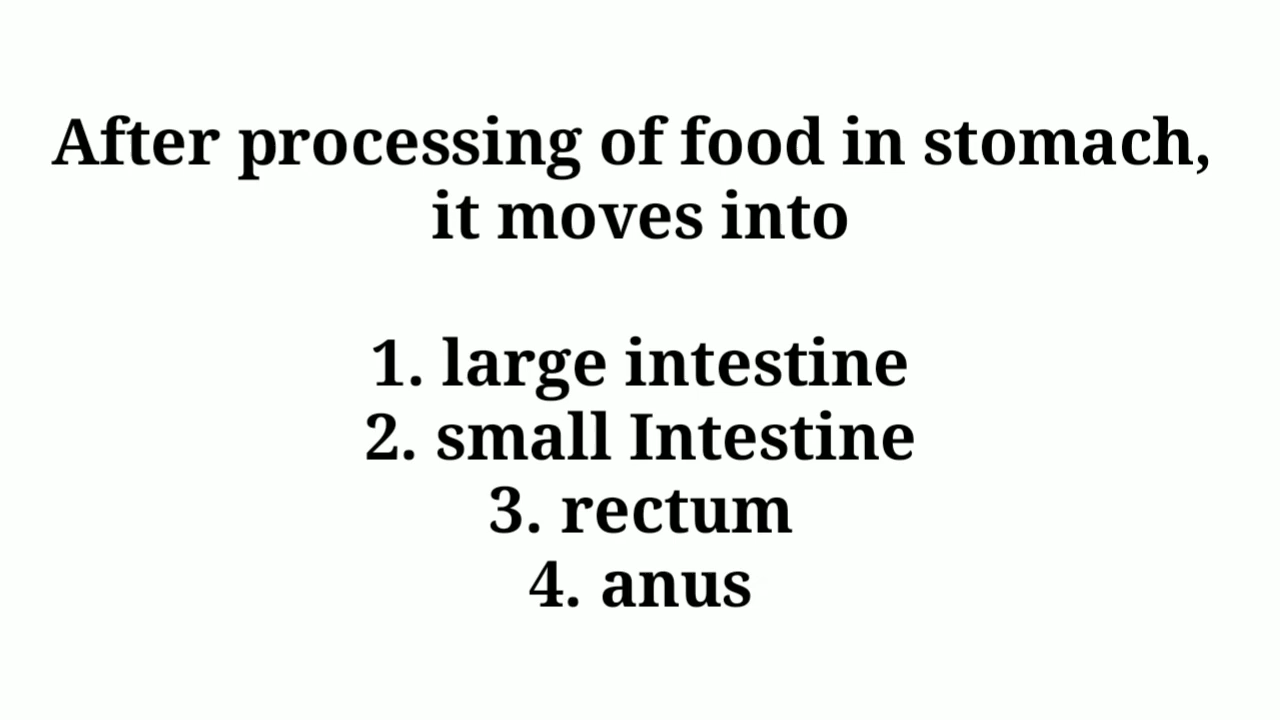 After processing of food in stomach,
it moves into
1. large intestine
2. small Intestine
3. rectum
4. anus